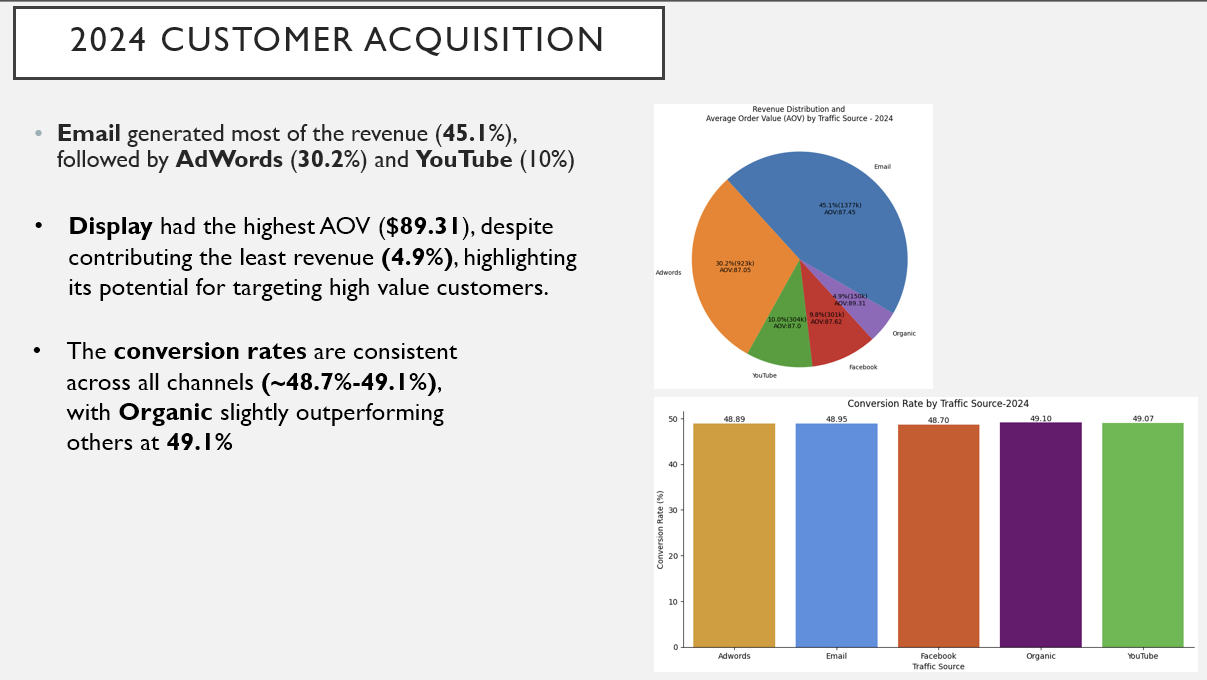 2024 CUSTOMER ACQUISITION
• Email generated most of the revenue (45.1%),
followed by AdWords (30.2%) and YouTube (10%)
• Display had the highest AOV ($89.31), despite
contributing the least revenue (4.9%), highlighting
its potential for targeting high value customers.
• The conversion rates are consistent
across all channels (~48.7%-49.1%),
with Organic slightly outperforming
others at 49.1%
Revenue Distribution and
Average Order Value (AOV) by Traffic Source - 2024
Email
45.1%(1377k)
AOV:87.45
Adwords
30.2%(923k)
AOV:87.05
YouTube
10.0%(304k)
AOV:87.0
Facebook
9.8%(301k)
AOV:87.62
Organic
4.9%(150k)
AOV:89.31
Conversion Rate by Traffic Source-2024
Conversion Rate (%)
50
40
30
20
10
0
48.89
48.95
48.70
49.10
49.07
Adwords
Email
Facebook
Organic
YouTube
Traffic Source